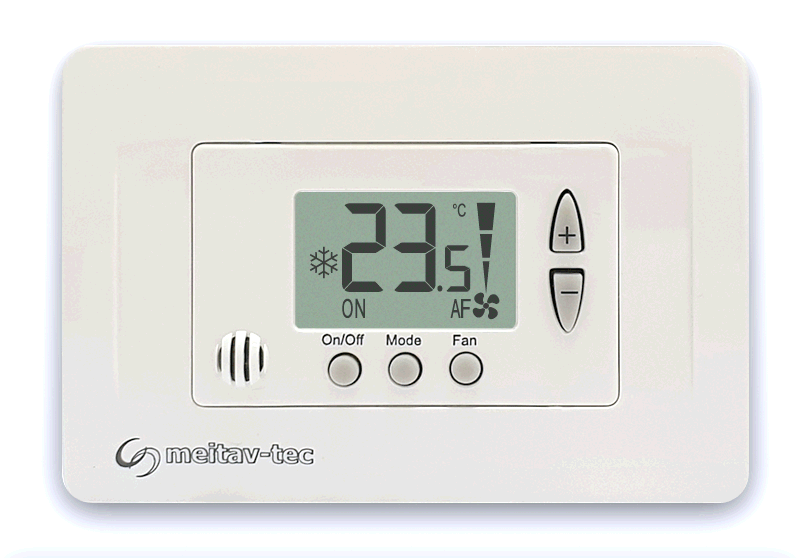 °C
23.5
ON AF
On/Off Mode Fan
+
−
meitav-tec